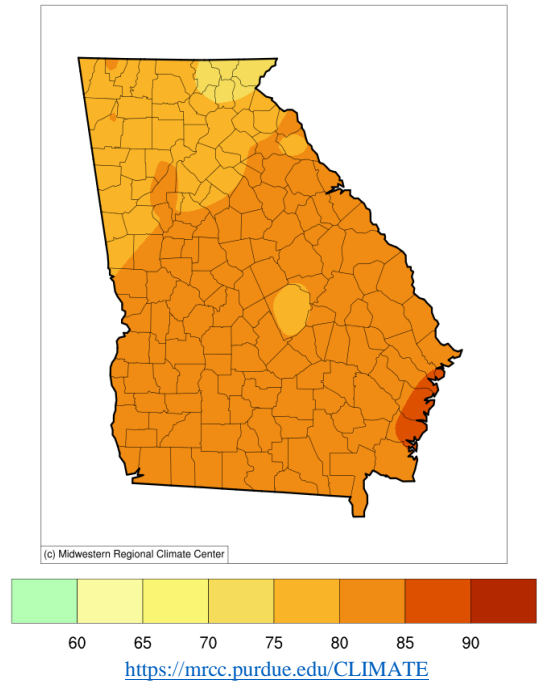 (c) Midwestern Regional Climate Center
60 65 70 75 80 85 90
https://mrcc.purdue.edu/CLIMATE